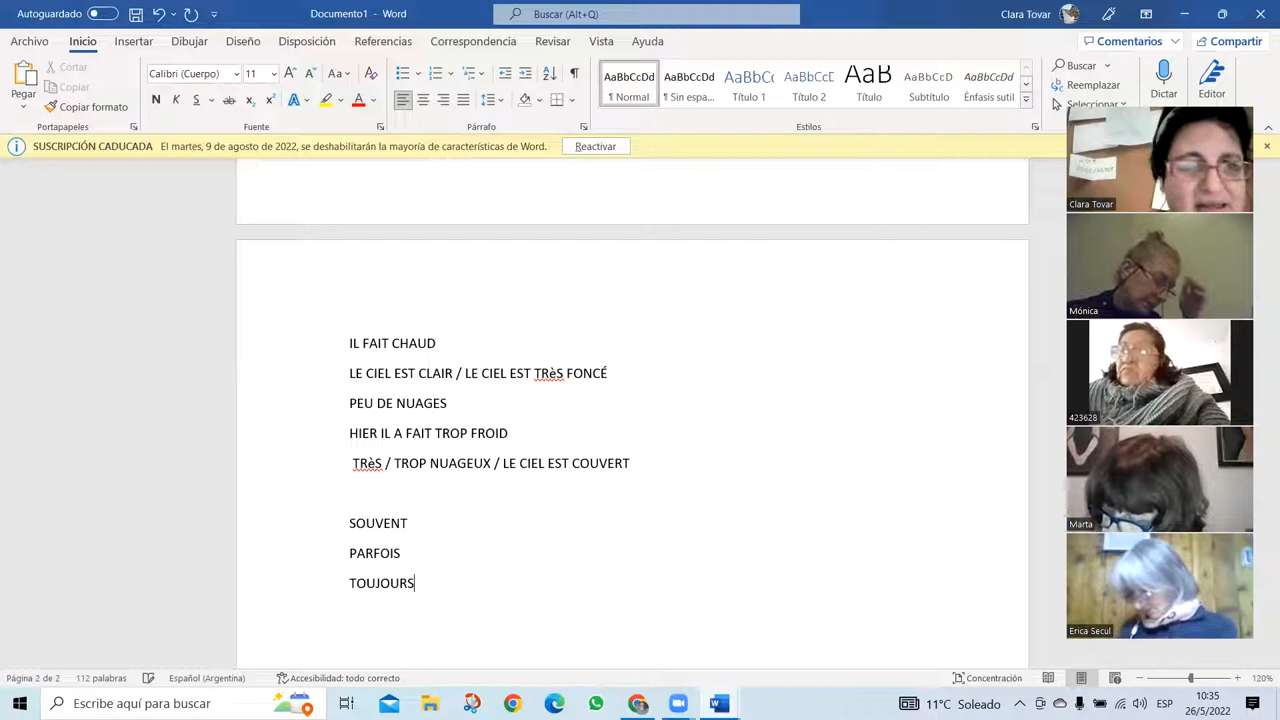 Autoguardado
Documento1 - Word
Buscar (Alt+Q)
Clara Tovar
Archivo Inicio Insertar Dibujar Diseño Disposición Referencias Correspondencia Revisar Vista Ayuda
Comentarios Compartir
Pegar
Cortar
Copiar
Copiar formato
Portapapeles
Calibri (Cuerpo) 11
Fuente
Párrafo
AaBbCcDd ¶ Normal
AaBbCcDd ¶ Sin espa...
AaBbCc Título 1
AaBbCcD Título 2
AaB Título
AaBbCcDd Subtítulo
AaBbCcDd Énfasis sutil
Estilos
Buscar
Reemplazar
Seleccionar
Dictar
Editor
SUSCRIPCIÓN CADUCADA El martes, 9 de agosto de 2022, se deshabilitarán la mayoría de características de Word. Reactivar
IL FAIT CHAUD
LE CIEL EST CLAIR / LE CIEL EST TRèS FONCÉ
PEU DE NUAGES
HIER IL A FAIT TROP FROID
TRèS / TROP NUAGEUX / LE CIEL EST COUVERT
SOUVENT
PARFOIS
TOUJOURS
Clara Tovar
Mónica
423628
Marta
Erica Secul
Página 2 de 2 112 palabras Español (Argentina) Accesibilidad: todo correcto
Concentración 120%
Escribe aquí para buscar
11°C Soleado
ESP
10:35
26/5/2022